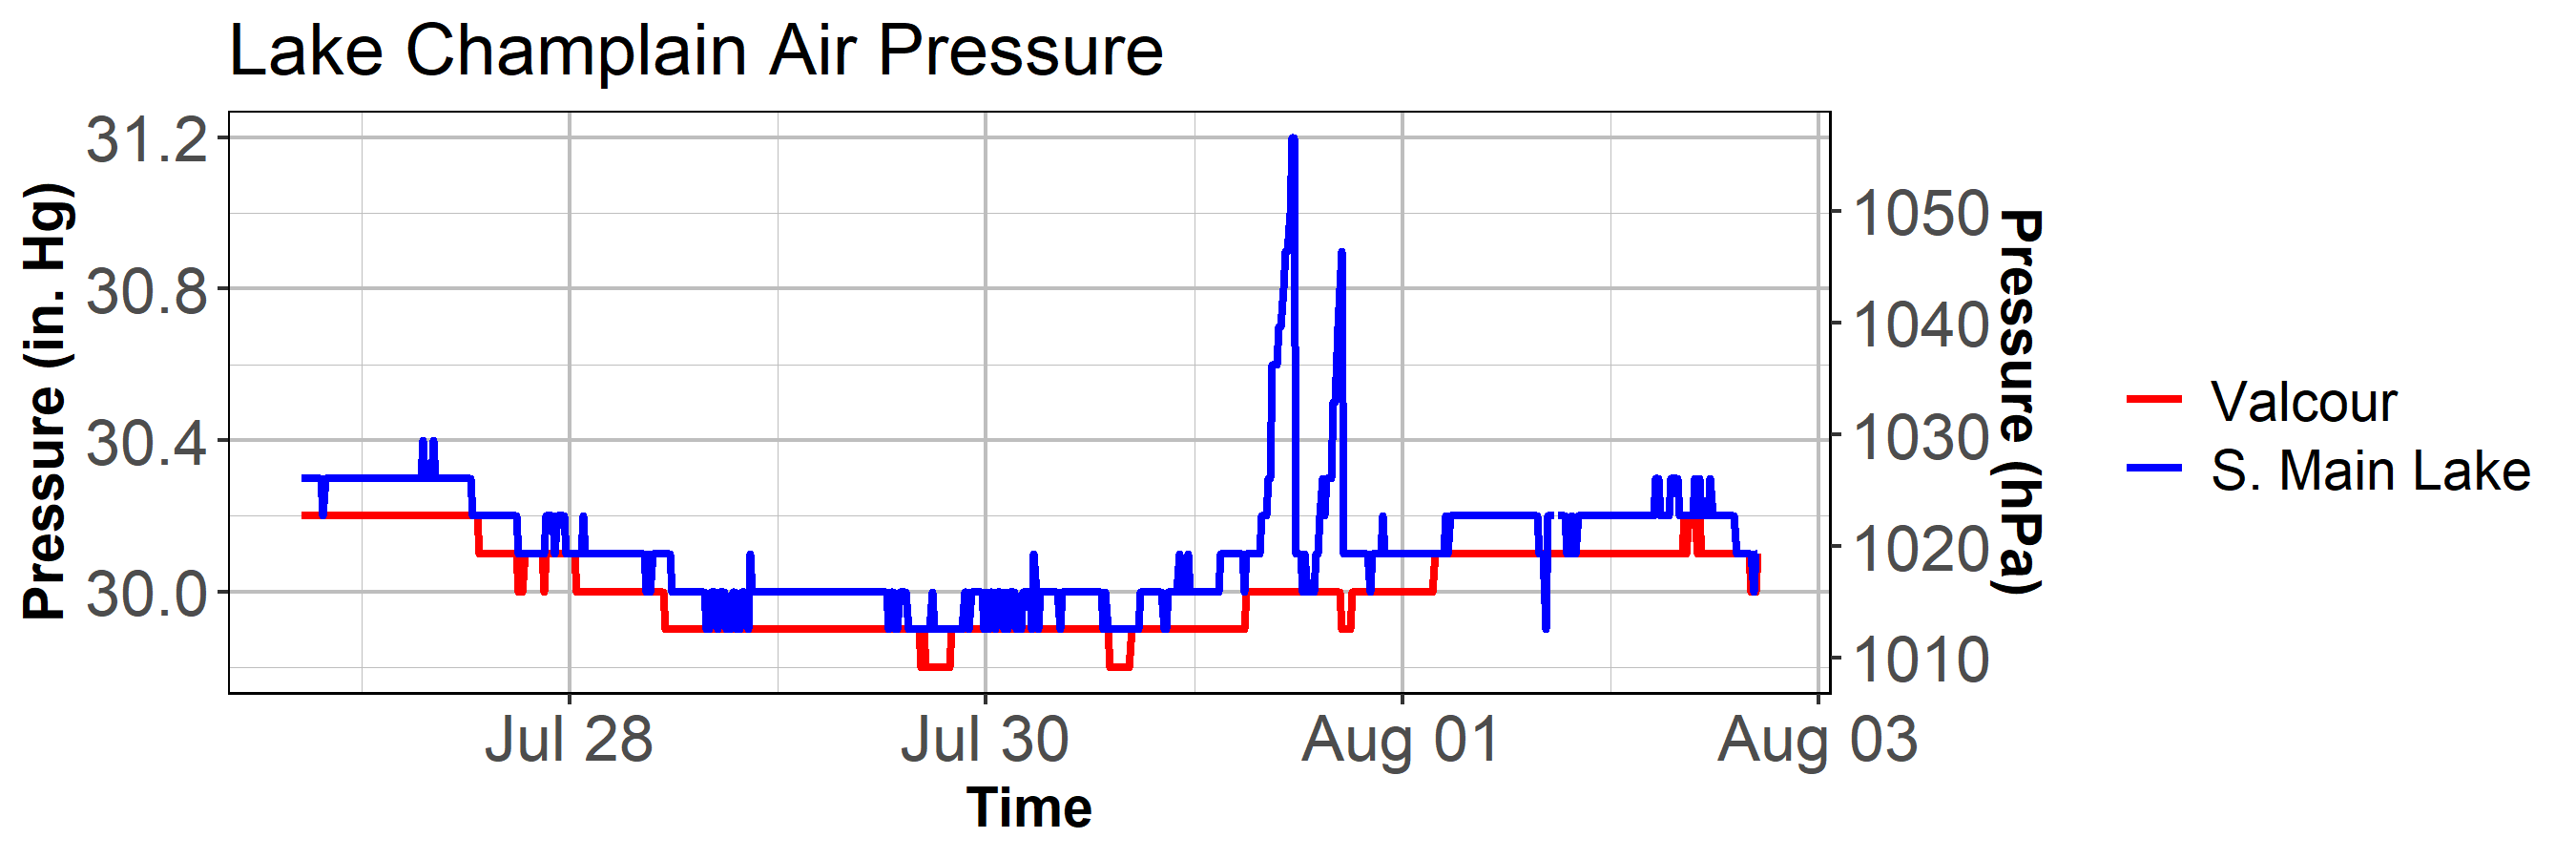 Lake Champlain Air Pressure
31.2
30.8
30.4
30.0
Pressure (in. Hg)
1050
1040
1030
1020
1010
Pressure (hPa)
Jul 28
Jul 30
Aug 01
Aug 03
Time
Valcour
S. Main Lake